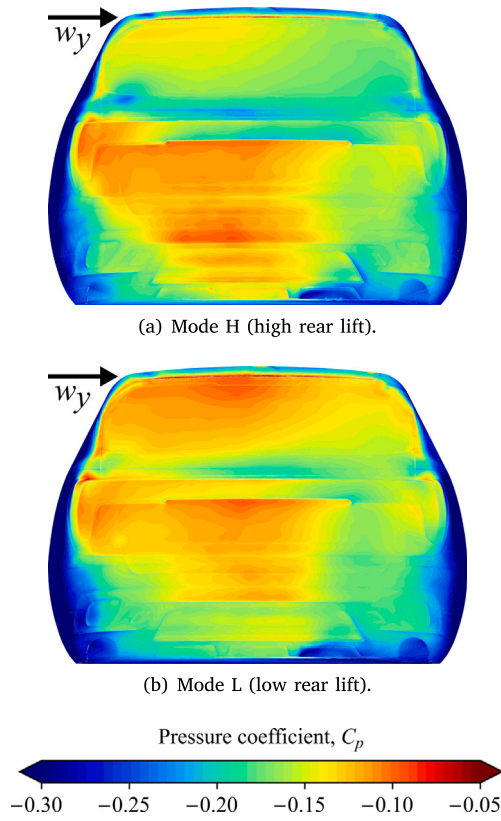 w_y
(a) Mode H (high rear lift).
w_y
(b) Mode L (low rear lift).
Pressure coefficient, C_p
−0.30 −0.25 −0.20 −0.15 −0.10 −0.05